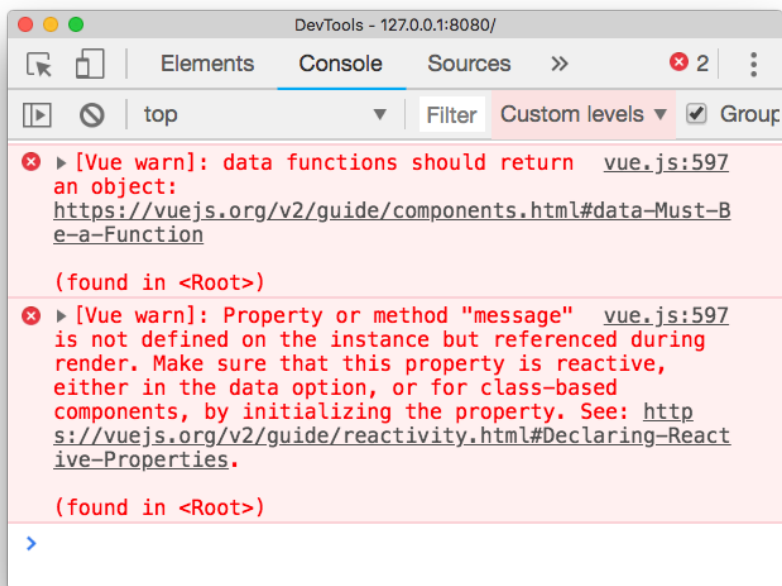 DevTools - 127.0.0.1:8080/
Elements Console Sources » 2
top ▼ Filter Custom levels ▼ Group
▶ [Vue warn]: data functions should return vue.js:597
an object:
https://vuejs.org/v2/guide/components.html#data-Must-B
e-a-Function
(found in <Root>)
▶ [Vue warn]: Property or method "message" vue.js:597
is not defined on the instance but referenced during
render. Make sure that this property is reactive,
either in the data option, or for class-based
components, by initializing the property. See: http
s://vuejs.org/v2/guide/reactivity.html#Declaring-React
ive-Properties.
(found in <Root>)
>